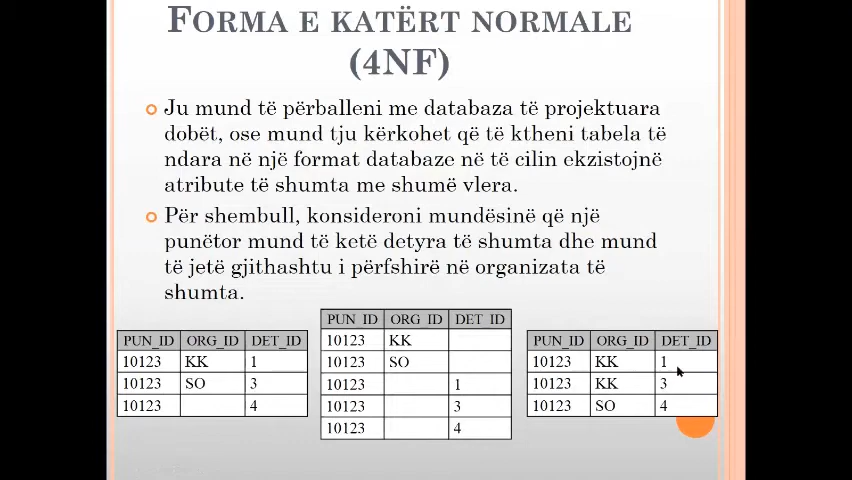 FORMA E KATËRT NORMALE
(4NF)
Ju mund të përballeni me databaza të projektuara
dobët, ose mund tju kërkohet që të ktheni tabela të
ndara në një format databaze në të cilin ekzistojnë
atribute të shumta me shumë vlera.
Për shembull, konsideroni mundësinë që një
punëtor mund të ketë detyra të shumta dhe mund
të jetë gjithashtu i përfshirë në organizata të
shumta.
PUN_ID ORG_ID DET_ID
10123 KK 1
10123 SO 3
10123 4
PUN_ID ORG_ID DET_ID
10123 KK
10123 SO
10123 1
10123 3
10123 4
PUN_ID ORG_ID DET_ID
10123 KK 1
10123 KK 3
10123 SO 4